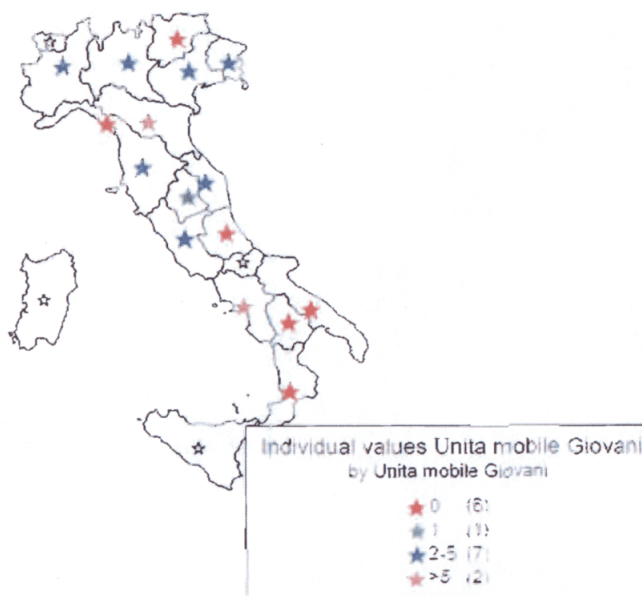 Individual values Unita mobile Giovani
by Unita mobile Giovani
0 (6)
1 (1)
2-5 (7)
>5 (2)